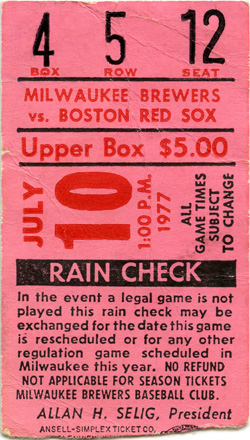 4 5 12
BOX ROW SEAT
MILWAUKEE BREWERS
vs. BOSTON RED SOX
Upper Box $5.00
JULY
10
1:00 P.M.
1977
ALL
GAME TIMES
SUBJECT
TO CHANGE
RAIN CHECK
In the event a legal game is not
played this rain check may be
exchanged for the date this game
is rescheduled or for any other
regulation game scheduled in
Milwaukee this year. NO REFUND
NOT APPLICABLE FOR SEASON TICKETS
MILWAUKEE BREWERS BASEBALL CLUB.
ALLAN H. SELIG, President
ANSELL-SIMPLEX TICKET CO.